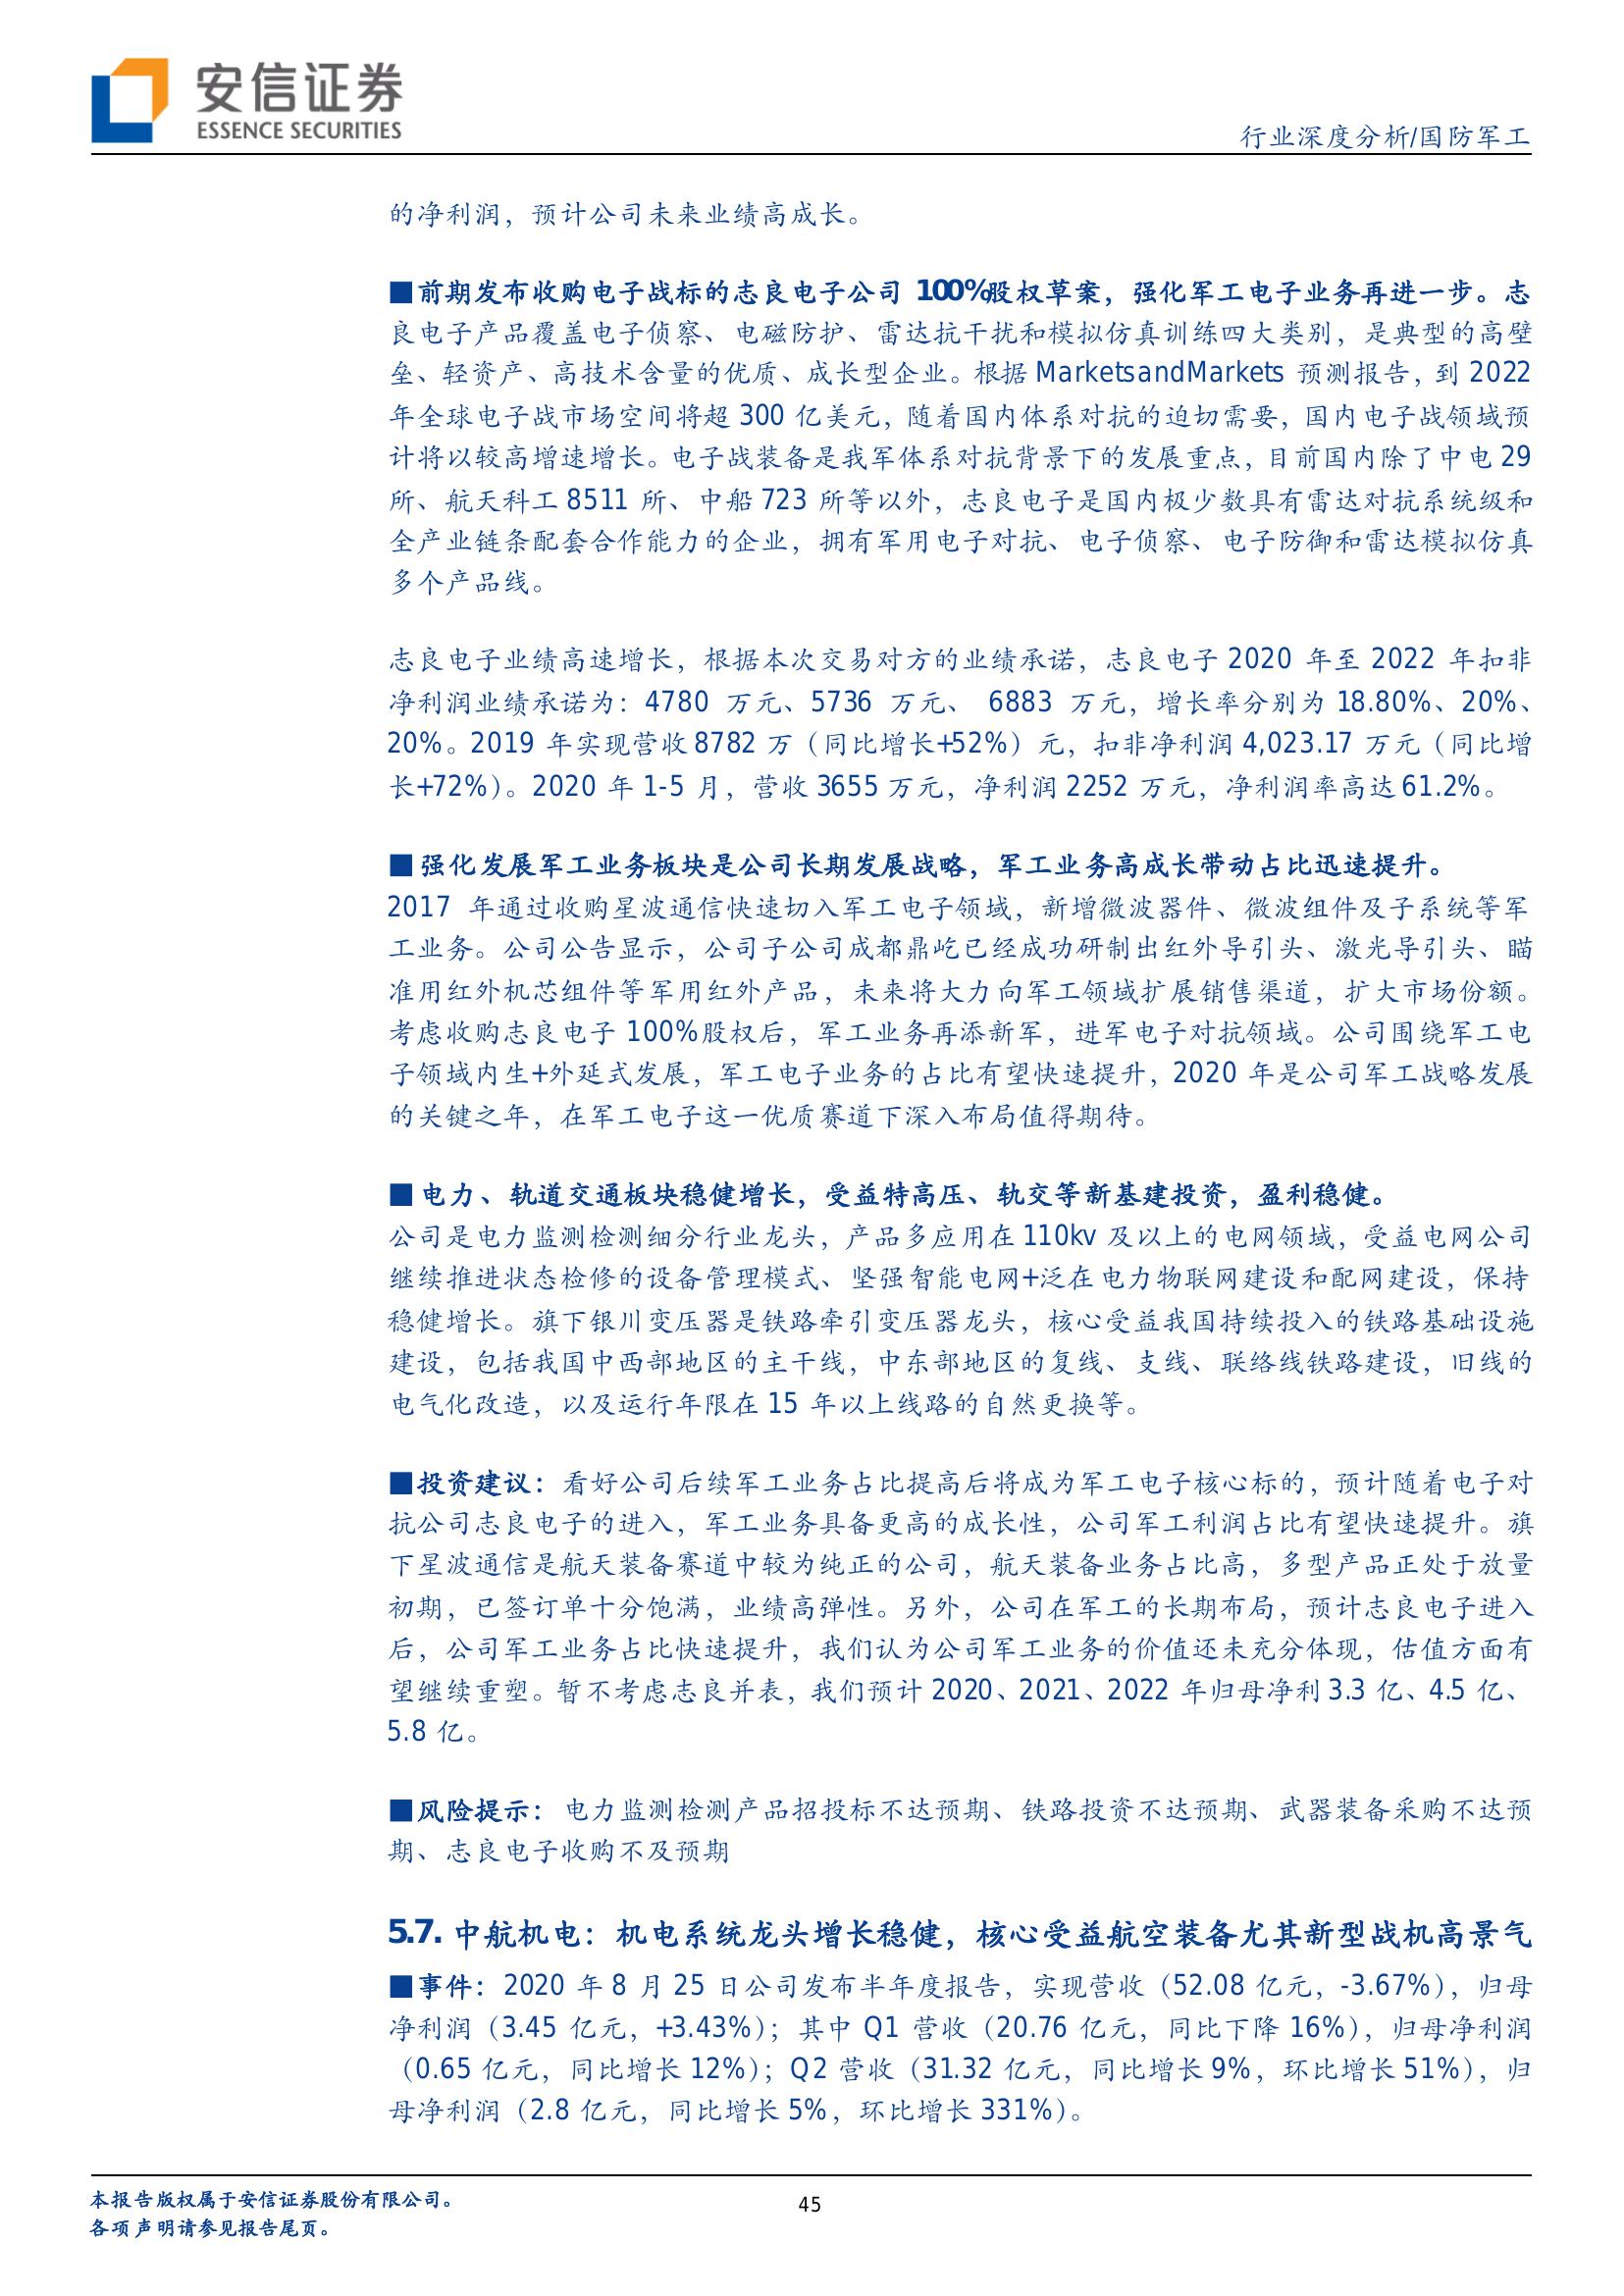 安信证券
ESSENCE SECURITIES
行业深度分析/国防军工
的净利润，预计公司未来业绩高成长。
■前期发布收购电子战标的志良电子公司 100%股权草案，强化军工电子业务再进一步。志
良电子产品覆盖电子侦察、电磁防护、雷达抗干扰和模拟仿真训练四大类别，是典型的高壁
垒、轻资产、高技术含量的优质、成长型企业。根据 MarketsandMarkets 预测报告，到 2022
年全球电子战市场空间将超 300 亿美元，随着国内体系对抗的迫切需要，国内电子战领域预
计将以较高增速增长。电子战装备是我军体系对抗背景下的发展重点，目前国内除了中电 29
所、航天科工 8511 所、中船 723 所等以外，志良电子是国内极少数具有雷达对抗系统级和
全产业链条配套合作能力的企业，拥有军用电子对抗、电子侦察、电子防御和雷达模拟仿真
多个产品线。
志良电子业绩高速增长，根据本次交易对方的业绩承诺，志良电子 2020 年至 2022 年扣非
净利润业绩承诺为：4780 万元、5736 万元、 6883 万元，增长率分别为 18.80%、20%、
20%。2019 年实现营收 8782 万（同比增长+52%）元，扣非净利润 4,023.17 万元（同比增
长+72%）。2020 年 1-5 月，营收 3655 万元，净利润 2252 万元，净利润率高达 61.2%。
■强化发展军工业务板块是公司长期发展战略，军工业务高成长带动占比迅速提升。
2017 年通过收购星波通信快速切入军工电子领域，新增微波器件、微波组件及子系统等军
工业务。公司公告显示，公司子公司成都鼎屹已经成功研制出红外导引头、激光导引头、瞄
准用红外机芯组件等军用红外产品，未来将大力向军工领域扩展销售渠道，扩大市场份额。
考虑收购志良电子 100%股权后，军工业务再添新军，进军电子对抗领域。公司围绕军工电
子领域内生+外延式发展，军工电子业务的占比有望快速提升，2020 年是公司军工战略发展
的关键之年，在军工电子这一优质赛道下深入布局值得期待。
■电力、轨道交通板块稳健增长，受益特高压、轨交等新基建投资，盈利稳健。
公司是电力监测检测细分行业龙头，产品多应用在 110kv 及以上的电网领域，受益电网公司
继续推进状态检修的设备管理模式、坚强智能电网+泛在电力物联网建设和配网建设，保持
稳健增长。旗下银川变压器是铁路牵引变压器龙头，核心受益我国持续投入的铁路基础设施
建设，包括我国中西部地区的主干线，中东部地区的复线、支线、联络线铁路建设，旧线的
电气化改造，以及运行年限在 15 年以上线路的自然更换等。
■投资建议：看好公司后续军工业务占比提高后将成为军工电子核心标的，预计随着电子对
抗公司志良电子的进入，军工业务具备更高的成长性，公司军工利润占比有望快速提升。旗
下星波通信是航天装备赛道中较为纯正的公司，航天装备业务占比高，多型产品正处于放量
初期，已签订单十分饱满，业绩高弹性。另外，公司在军工的长期布局，预计志良电子进入
后，公司军工业务占比快速提升，我们认为公司军工业务的价值还未充分体现，估值方面有
望继续重塑。暂不考虑志良并表，我们预计 2020、2021、2022 年归母净利 3.3 亿、4.5 亿、
5.8 亿。
■风险提示：电力监测检测产品招投标不达预期、铁路投资不达预期、武器装备采购不达预
期、志良电子收购不及预期
5.7. 中航机电：机电系统龙头增长稳健，核心受益航空装备尤其新型战机高景气
■事件：2020 年 8 月 25 日公司发布半年度报告，实现营收（52.08 亿元，-3.67%），归母
净利润（3.45 亿元，+3.43%）；其中 Q1 营收（20.76 亿元，同比下降 16%），归母净利润
（0.65 亿元，同比增长 12%）；Q2 营收（31.32 亿元，同比增长 9%，环比增长 51%），归
母净利润（2.8 亿元，同比增长 5%，环比增长 331%）。
本报告版权属于安信证券股份有限公司。
各项声明请参见报告尾页。
45